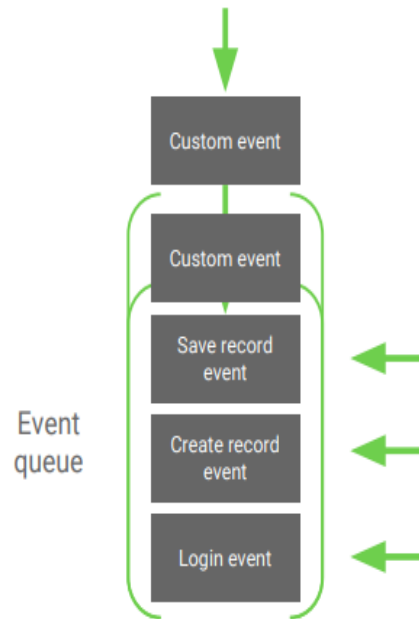 Custom event
Custom event
Save record
event
Event
queue
Create record
event
Login event